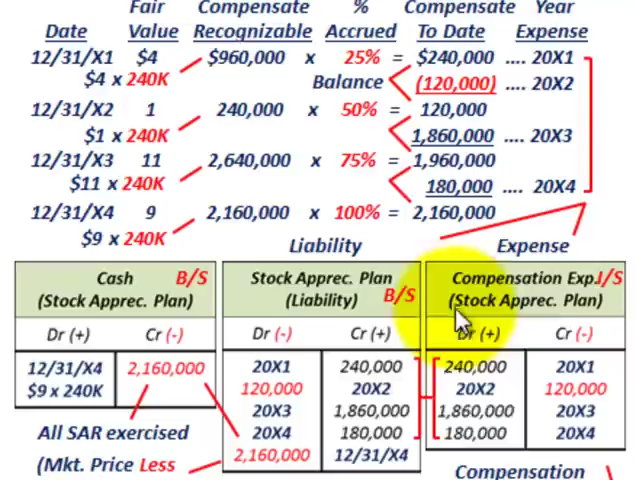 Fair Compensate % Compensate Year
Date Value Recognizable Accrued To Date Expense
12/31/X1 $4 $960,000 x 25% = $240,000 .... 20X1
$4 x 240K Balance (120,000) .... 20X2
12/31/X2 1 240,000 x 50% = 120,000
$1 x 240K 1,860,000 .... 20X3
12/31/X3 11 2,640,000 x 75% = 1,960,000
$11 x 240K 180,000 .... 20X4
12/31/X4 9 2,160,000 x 100% = 2,160,000
$9 x 240K
Liability Expense
Cash B/S Stock Apprec. Plan Compensation Exp. I/S
(Stock Apprec. Plan) (Liability) B/S (Stock Apprec. Plan)
Dr (+) Cr (-) Dr (-) Cr (+) Dr (+) Cr (-)
12/31/X4 2,160,000 20X1 240,000 240,000 20X1
$9 x 240K 120,000 20X2 20X2 120,000
20X3 1,860,000 1,860,000 20X3
All SAR exercised 20X4 180,000 180,000 20X4
(Mkt. Price Less 2,160,000 12/31/X4
Compensation